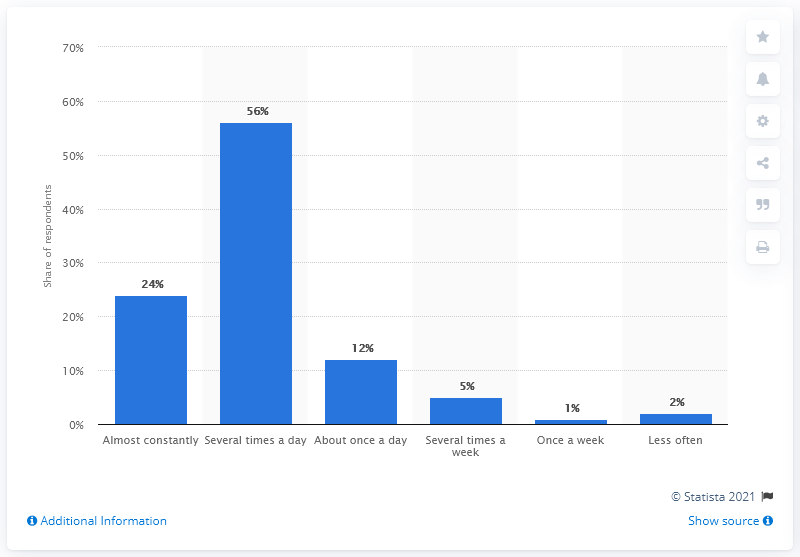 70%
60%
50%
40%
30%
20%
10%
0%
Share of respondents
24%
56%
12%
5%
1%
2%
Almost constantly
Several times a day
About once a day
Several times a
week
Once a week
Less often
© Statista 2021
Additional Information
Show source